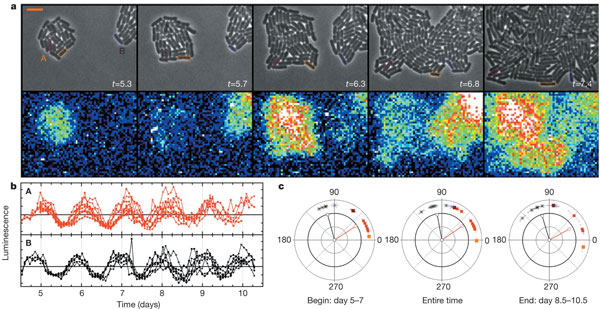 a
A
B
t=5.3
t=5.7
t=6.3
t=6.8
t=7.4
b
A
B
Luminescence
5 6 7 8 9 10
Time (days)
c
90
180
0
270
Begin: day 5–7
90
180
0
270
Entire time
90
180
0
270
End: day 8.5–10.5